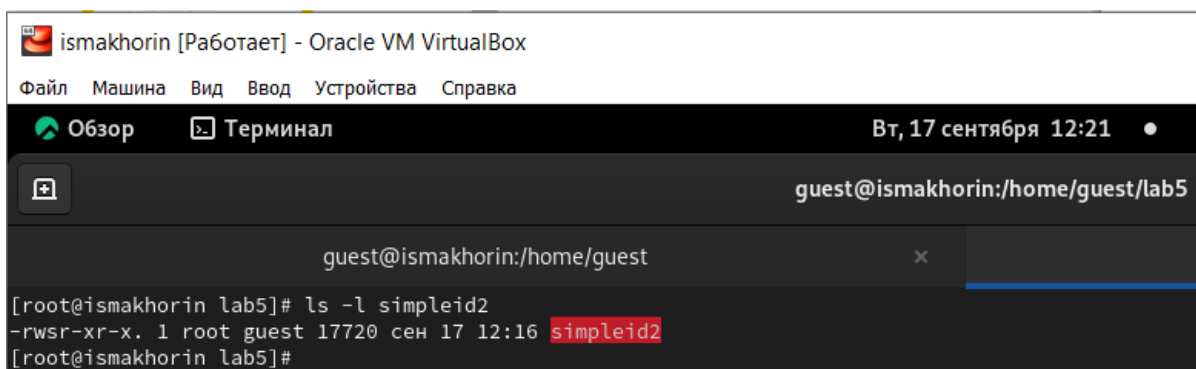 ismakhorin [Работает] - Oracle VM VirtualBox
Файл Машина Вид Ввод Устройства Справка
Обзор Терминал Вт, 17 сентября 12:21
guest@ismakhorin:/home/guest/lab5
guest@ismakhorin:/home/guest
[root@ismakhorin lab5]# ls -l simpleid2
-rwsr-xr-x. 1 root guest 17720 сен 17 12:16 simpleid2
[root@ismakhorin lab5]#